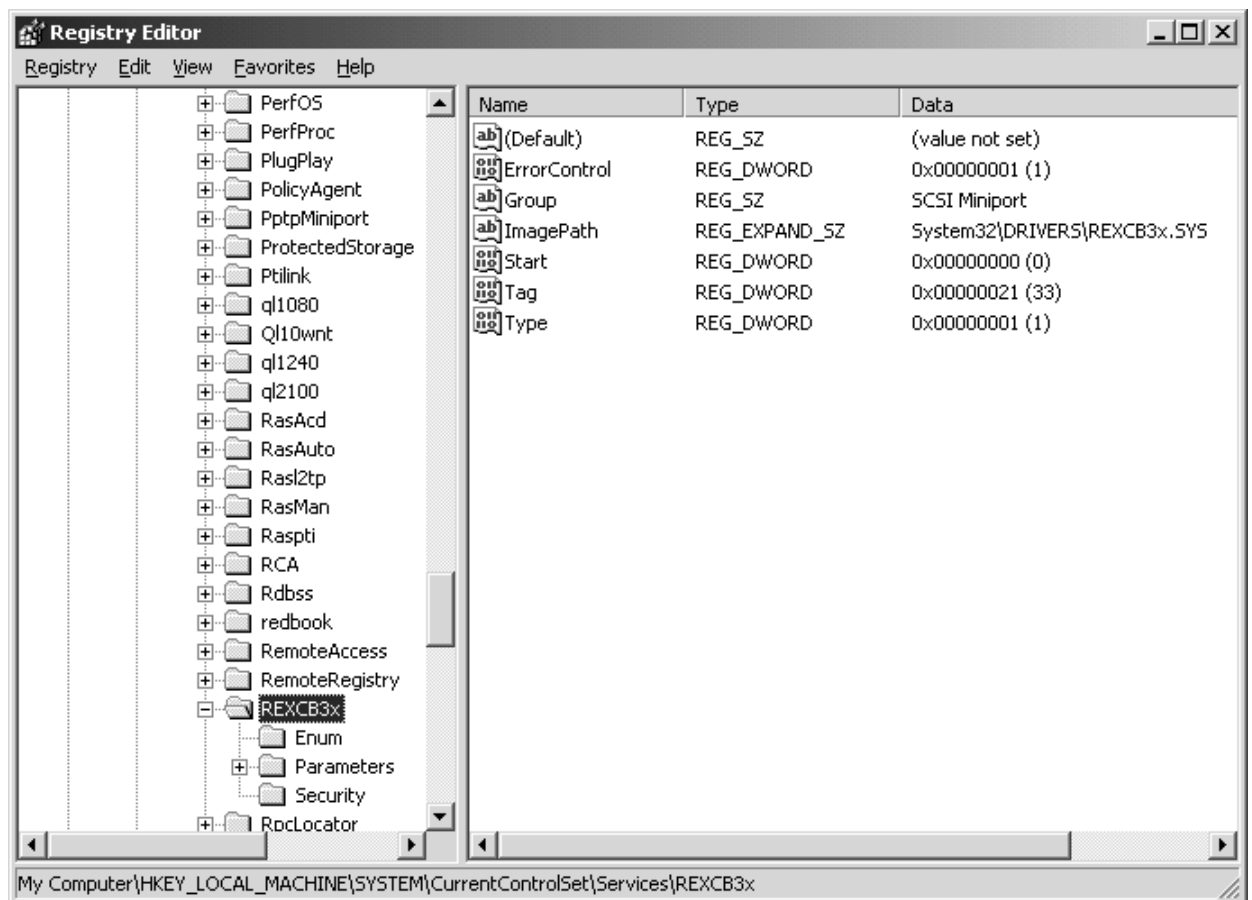 Registry Editor
Registry Edit View Favorites Help
PerfOS
PerfProc
PlugPlay
PolicyAgent
PptpMiniport
ProtectedStorage
Ptilink
ql1080
Ql10wnt
ql1240
ql2100
RasAcd
RasAuto
Rasl2tp
RasMan
Raspti
RCA
Rdbss
redbook
RemoteAccess
RemoteRegistry
REXCB3x
Enum
Parameters
Security
RpcLocator
Name Type Data
(Default) REG_SZ (value not set)
ErrorControl REG_DWORD 0x00000001 (1)
Group REG_SZ SCSI Miniport
ImagePath REG_EXPAND_SZ System32\DRIVERS\REXCB3x.SYS
Start REG_DWORD 0x00000000 (0)
Tag REG_DWORD 0x00000021 (33)
Type REG_DWORD 0x00000001 (1)
My Computer\HKEY_LOCAL_MACHINE\SYSTEM\CurrentControlSet\Services\REXCB3x